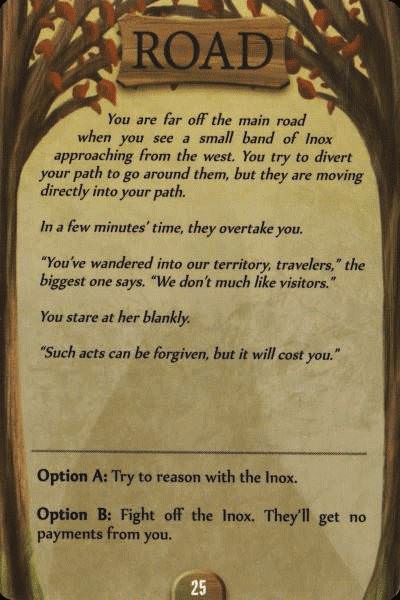 ROAD
You are far off the main road
when you see a small band of Inox
approaching from the west. You try to divert
your path to go around them, but they are moving
directly into your path.
In a few minutes' time, they overtake you.
“You've wandered into our territory, travelers,” the
biggest one says. “We don't much like visitors.”
You stare at her blankly.
“Such acts can be forgiven, but it will cost you.”
Option A: Try to reason with the Inox.
Option B: Fight off the Inox. They'll get no
payments from you.
25